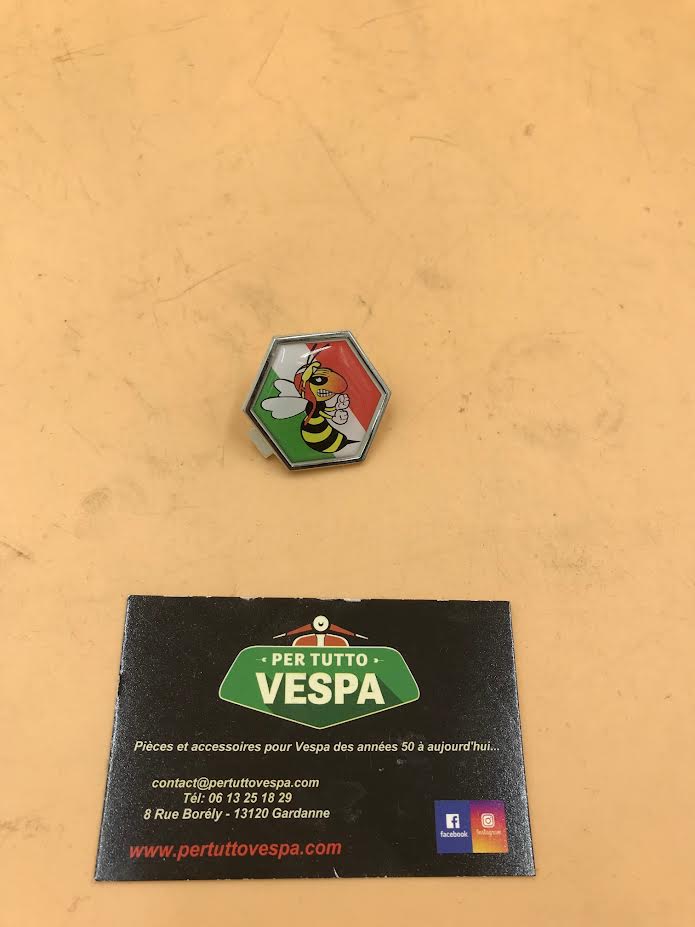 PER TUTTO
VESPA
Pièces et accessoires pour Vespa des années 50 à aujourd'hui...
contact@pertuttovespa.com
Tél: 06 13 25 18 29
8 Rue Borély - 13120 Gardanne
www.pertuttovespa.com
facebook
Instagram